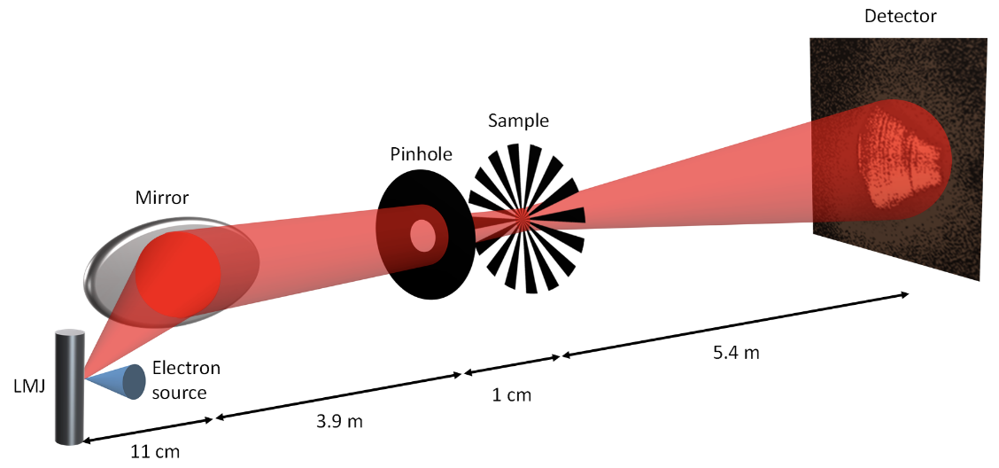 Detector
Sample
Pinhole
Mirror
LMJ
Electron
source
5.4 m
1 cm
3.9 m
11 cm